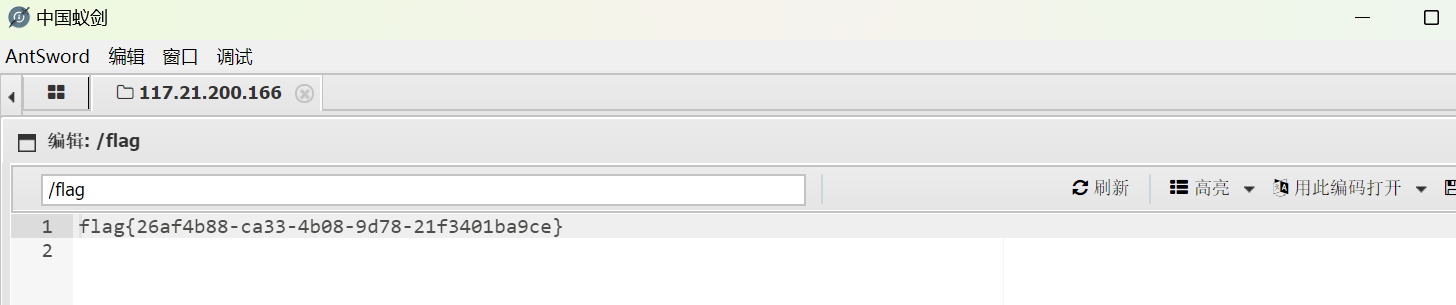 中国蚁剑
AntSword 编辑 窗口 调试
117.21.200.166
编辑: /flag
/flag 刷新 高亮 用此编码打开
1 flag{26af4b88-ca33-4b08-9d78-21f3401ba9ce}
2